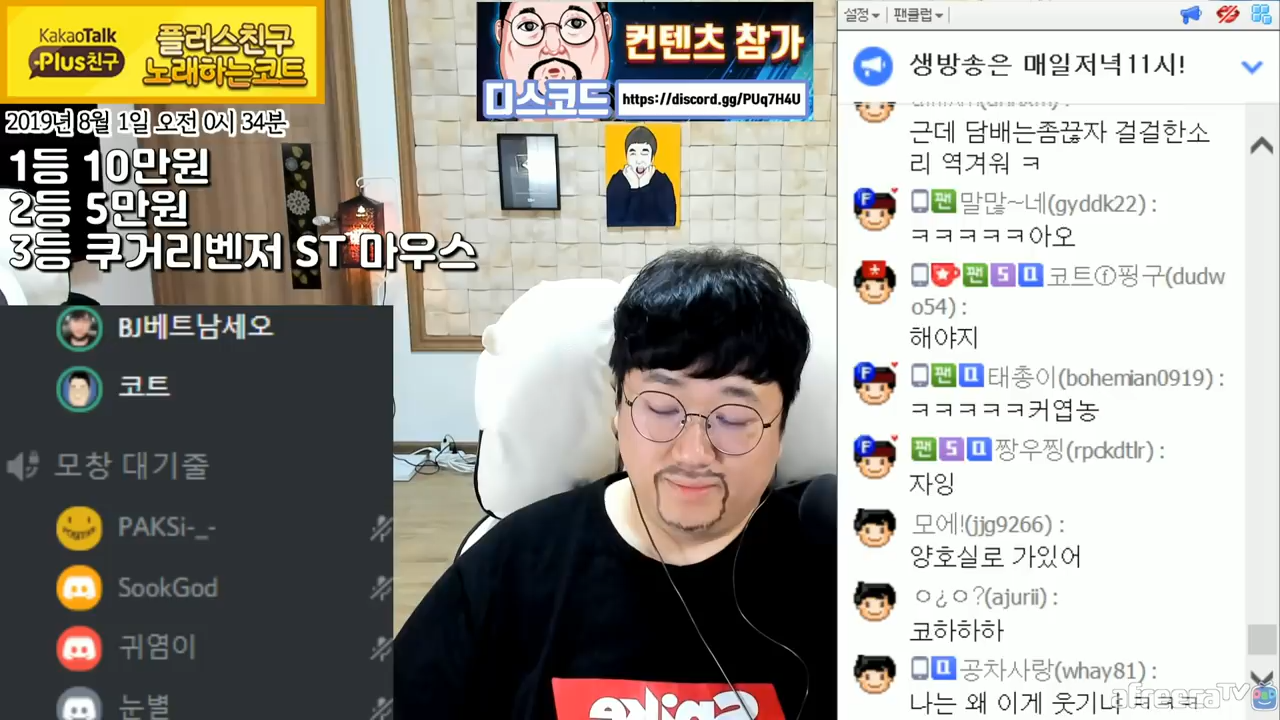 KakaoTalk
Plus친구
플러스친구
노래하는코트
2019년 8월 1일 오전 0시 34분
1등 10만원
2등 5만원
3등 쿠거리벤저 ST 마우스
컨텐츠 참가
디스코드 https://discord.gg/PUq7H4U
BJ베트남세오
코트
모창 대기줄
PAKSi-_-
SookGod
귀염이
눈별
설정 팬클럽
생방송은 매일저녁11시!
근데 담배는좀끊자 걸걸한소
리 역겨워 ㅋ
팬 말많~네(gyddk22) :
ㅋㅋㅋㅋㅋ아오
팬 S Q 코트ⓕ핑구(dudw
o54) :
해야지
팬 Q 태총이(bohemian0919) :
ㅋㅋㅋㅋㅋ커엽농
팬 S Q 짱우찡(rpckdtlr) :
자잉
모에!(jjg9266) :
양호실로 가있어
ㅇ¿ㅇ?(ajurii) :
코하하하
Q 공차사랑(whay81) :
나는 왜 이게 웃기냐 ㅋㅋㅋ
afreecaTV